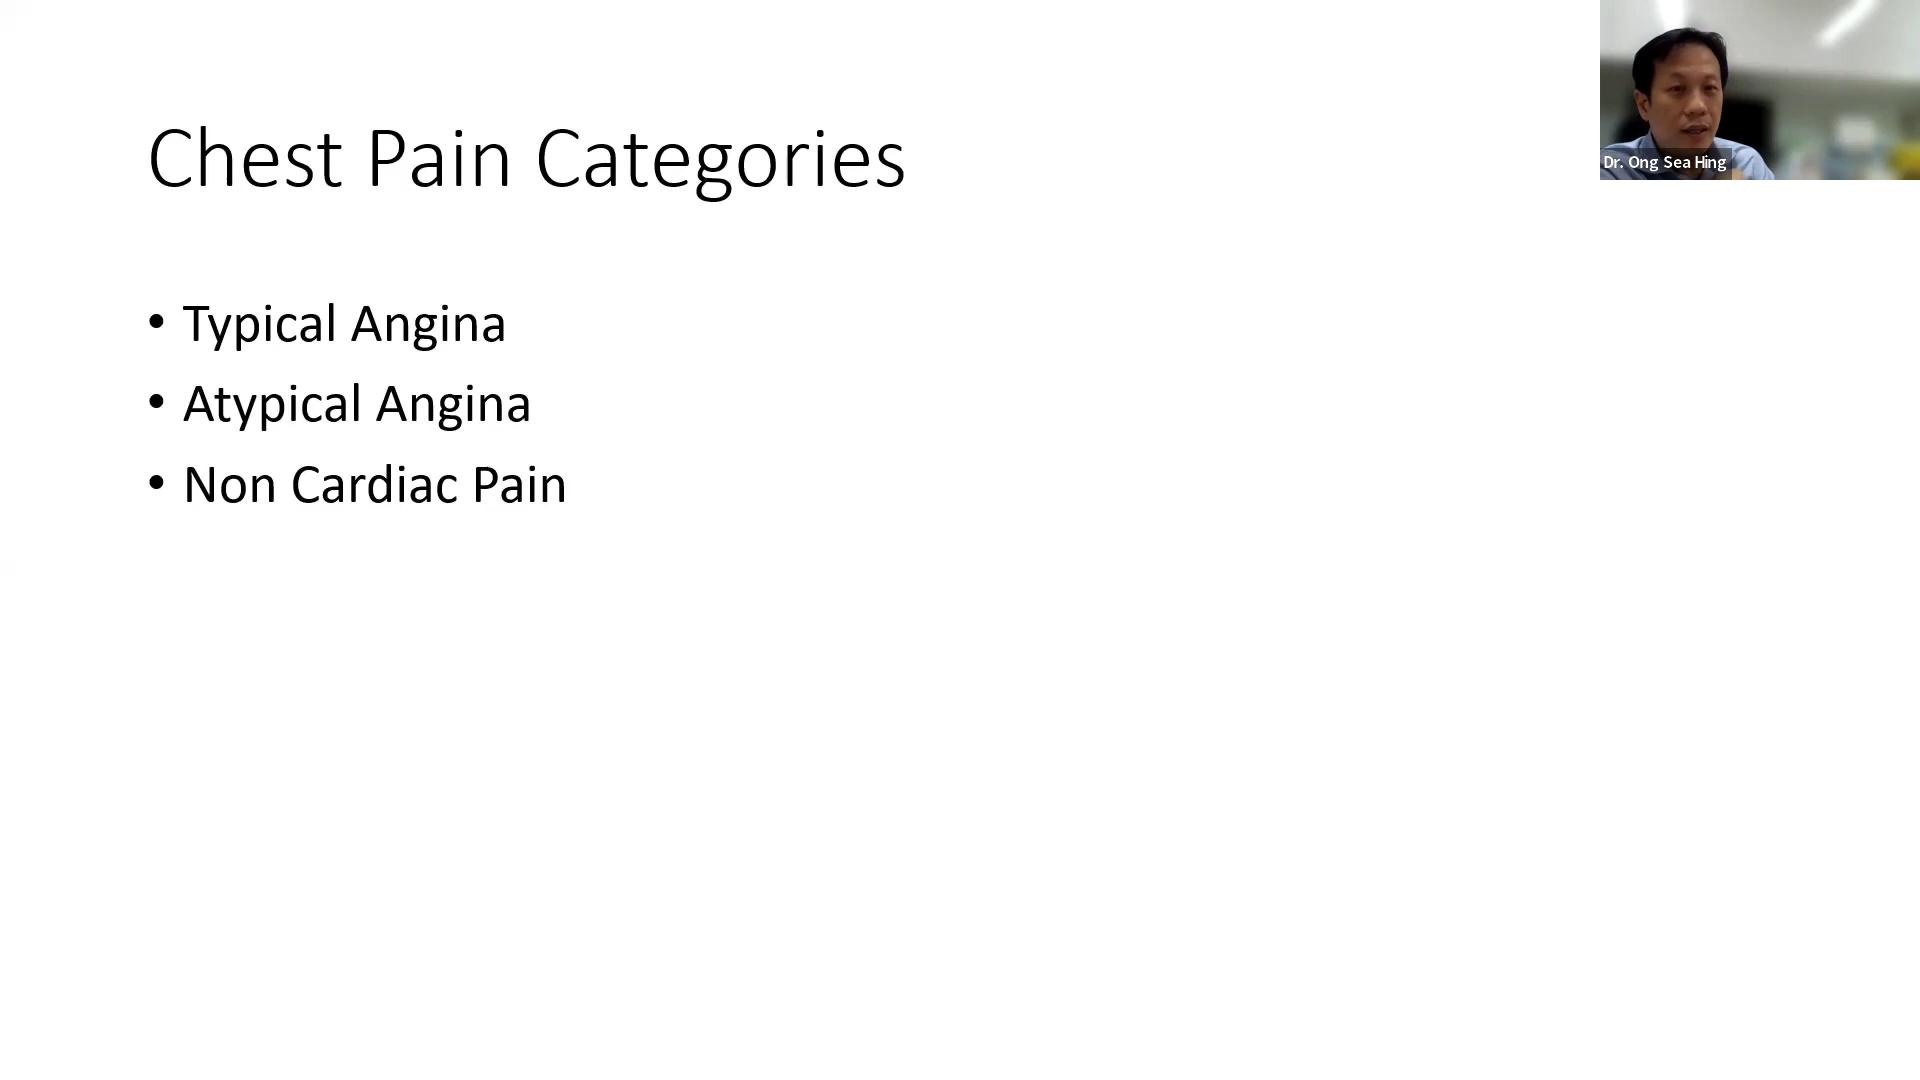 Chest Pain Categories
• Typical Angina
• Atypical Angina
• Non Cardiac Pain
Dr. Ong Sea Hing